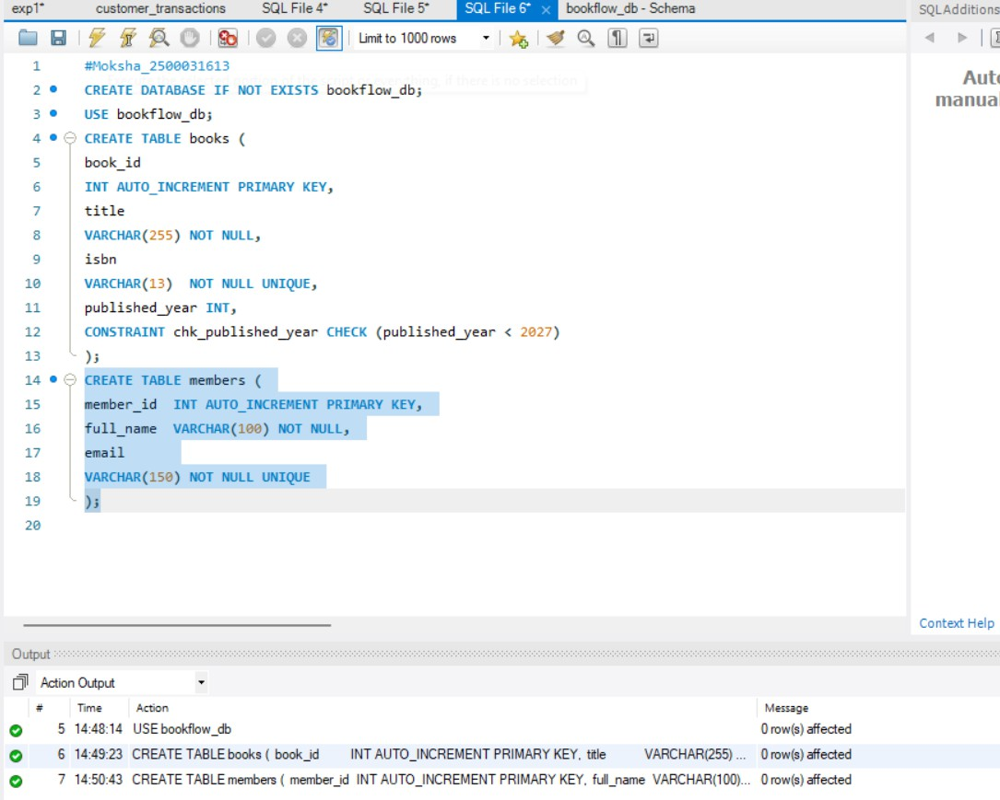 exp1* customer_transactions SQL File 4* SQL File 5* SQL File 6* × bookflow_db - Schema SQLAdditions
Limit to 1000 rows
Auto
manual
1 #Moksha_2500031613
2 CREATE DATABASE IF NOT EXISTS bookflow_db;
3 USE bookflow_db;
4 CREATE TABLE books (
5 book_id
6 INT AUTO_INCREMENT PRIMARY KEY,
7 title
8 VARCHAR(255) NOT NULL,
9 isbn
10 VARCHAR(13) NOT NULL UNIQUE,
11 published_year INT,
12 CONSTRAINT chk_published_year CHECK (published_year < 2027)
13 );
14 CREATE TABLE members (
15 member_id INT AUTO_INCREMENT PRIMARY KEY,
16 full_name VARCHAR(100) NOT NULL,
17 email
18 VARCHAR(150) NOT NULL UNIQUE
19 );
20
Context Help
Output
Action Output
# Time Action Message
5 14:48:14 USE bookflow_db 0 row(s) affected
6 14:49:23 CREATE TABLE books ( book_id INT AUTO_INCREMENT PRIMARY KEY, title VARCHAR(255) ... 0 row(s) affected
7 14:50:43 CREATE TABLE members ( member_id INT AUTO_INCREMENT PRIMARY KEY, full_name VARCHAR(100)... 0 row(s) affected